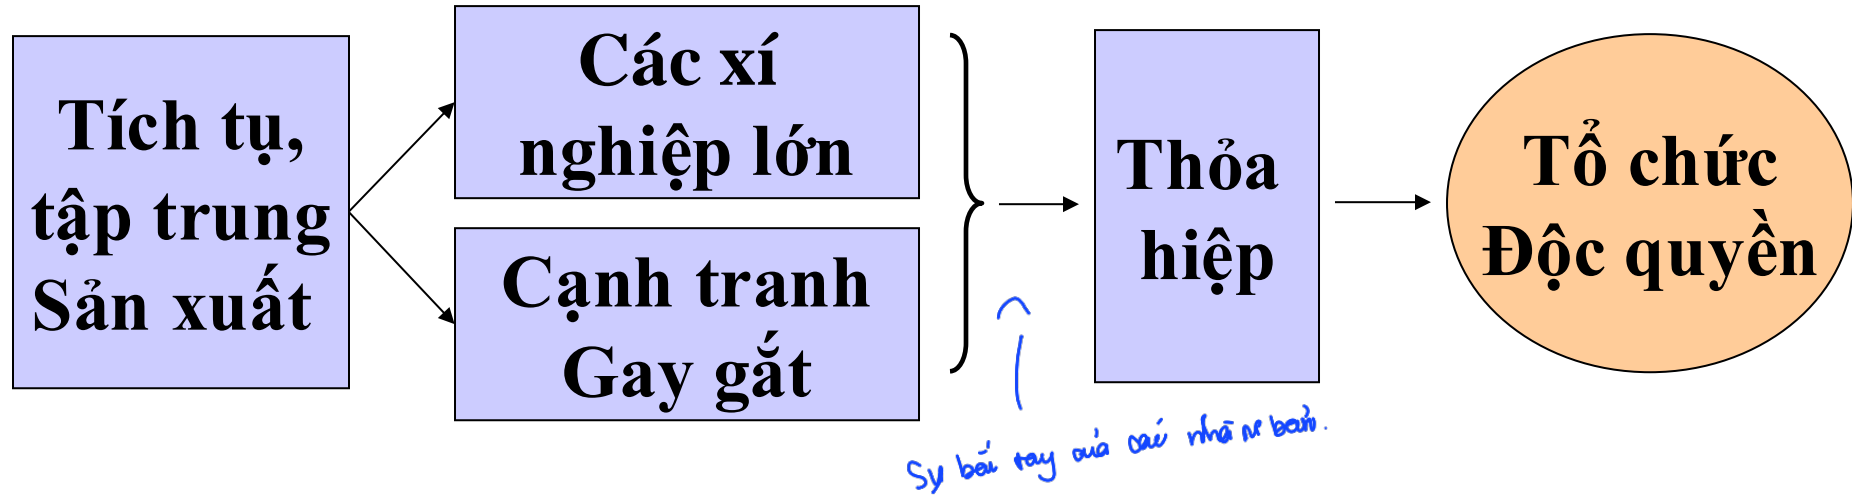 Tích tụ,
tập trung
Sản xuất
Các xí
nghiệp lớn
Cạnh tranh
Gay gắt
Thỏa
hiệp
Tổ chức
Độc quyền
Sự bắt tay của các nhà tư bản.